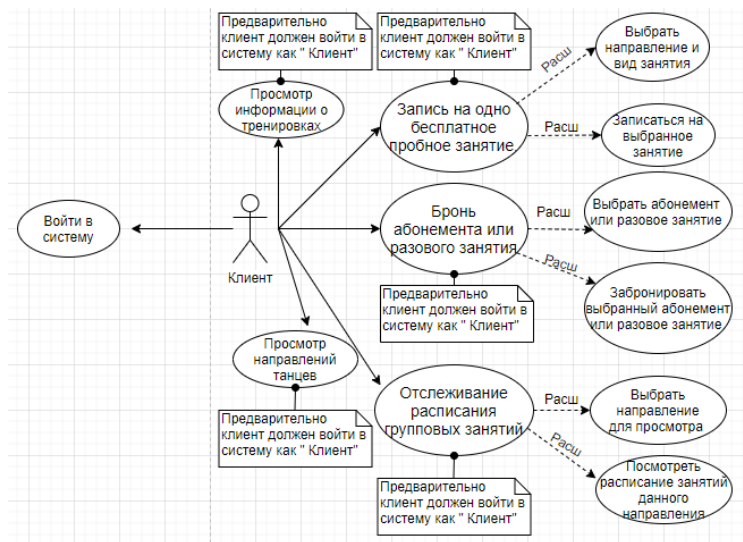 Предварительно
клиент должен войти в
систему как " Клиент"
Предварительно
клиент должен войти в
систему как " Клиент"
Выбрать
направление и
вид занятия
Расш
Просмотр
информации о
тренировках
Запись на одно
бесплатное
пробное занятие
Расш
Записаться на
выбранное
занятие
Войти в
систему
Клиент
Бронь
абонемента или
разового занятия
Расш
Выбрать абонемент
или разовое занятие
Расш
Забронировать
выбранный абонемент
или разовое занятие
Предварительно
клиент должен войти в
систему как " Клиент"
Просмотр
направлений
танцев
Предварительно
клиент должен войти в
систему как " Клиент"
Отслеживание
расписания
групповых занятий
Расш
Выбрать
направление
для просмотра
Расш
Посмотреть
расписание занятий
данного
направления
Предварительно
клиент должен войти в
систему как " Клиент"